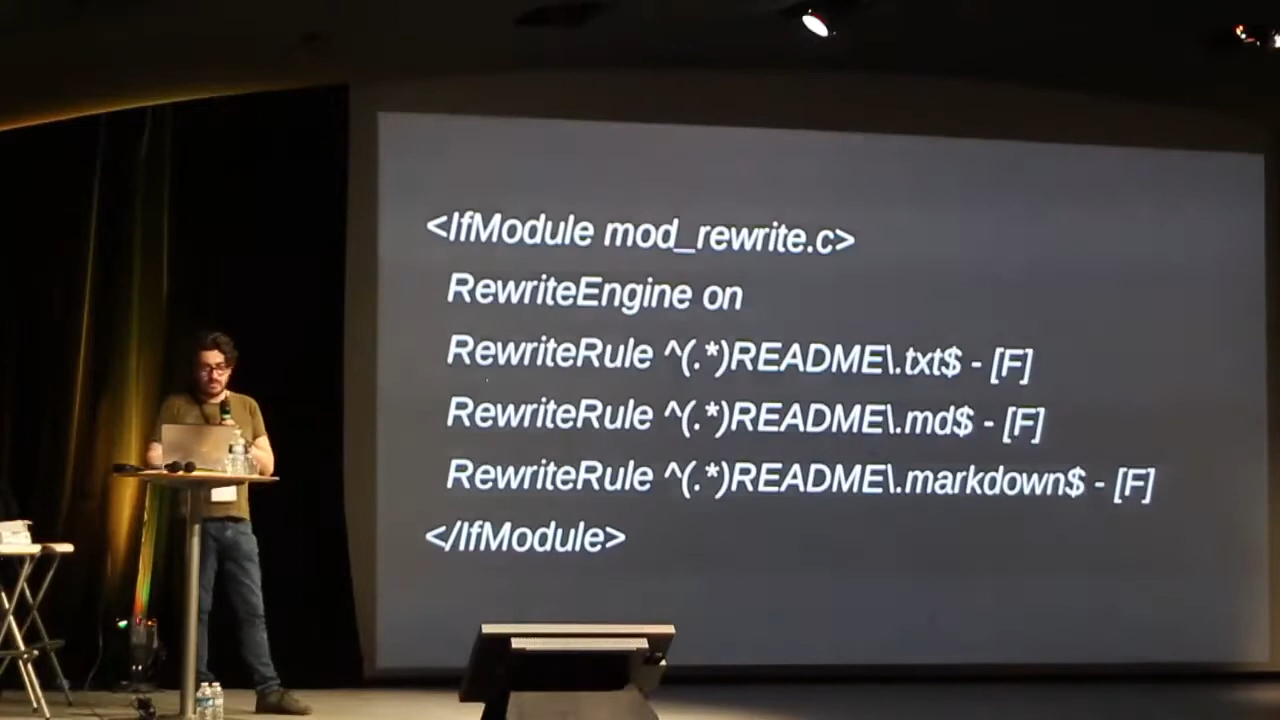 <IfModule mod_rewrite.c>
RewriteEngine on
RewriteRule ^(.*)README\.txt$ - [F]
RewriteRule ^(.*)README\.md$ - [F]
RewriteRule ^(.*)README\.markdown$ - [F]
</IfModule>